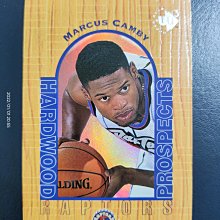 MARCUS CAMBY
HARDWOOD
PROSPECTS
SPALDING
RAPTORS